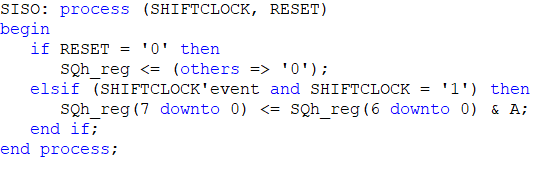 SISO: process (SHIFTCLOCK, RESET)
begin
   if RESET = '0' then
      SQh_reg <= (others => '0');
   elsif (SHIFTCLOCK'event and SHIFTCLOCK = '1') then
      SQh_reg(7 downto 0) <= SQh_reg(6 downto 0) & A;
   end if;
end process;